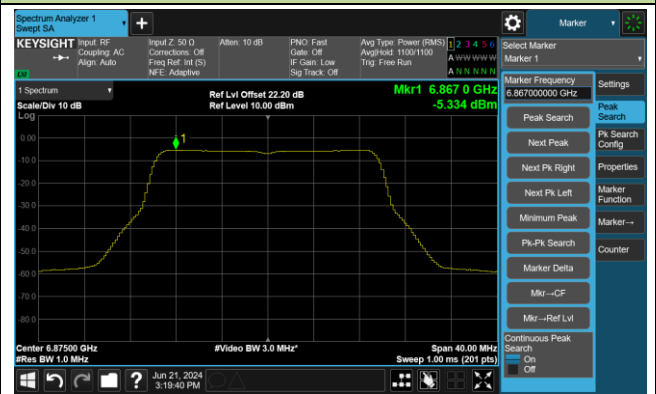 Spectrum Analyzer 1
Swept SA
Marker
KEYSIGHT
Input: RF
Coupling: AC
Align: Auto
Input Z: 50 Ω
Corrections: Off
Freq Ref: Int (S)
NFE: Adaptive
Atten: 10 dB
PNO: Fast
Gate: Off
IF Gain: Low
Sig Track: Off
Avg Type: Power (RMS)
Avg|Hold: 1100/1100
Trig: Free Run
1 2 3 4 5 6
A W W W W W
A N N N N N
LXI
Select Marker
Marker 1
1 Spectrum
Scale/Div 10 dB
Log
Ref Lvl Offset 22.20 dB
Ref Level 10.00 dBm
Mkr1 6.867 0 GHz
-5.334 dBm
1
0.00
-10.0
-20.0
-30.0
-40.0
-50.0
-60.0
-70.0
-80.0
Center 6.87500 GHz
#Res BW 1.0 MHz
#Video BW 3.0 MHz*
Span 40.00 MHz
Sweep 1.00 ms (201 pts)
Marker Frequency
6.867000000 GHz
Peak Search
Next Peak
Next Pk Right
Next Pk Left
Minimum Peak
Pk-Pk Search
Marker Delta
Mkr→CF
Mkr→Ref Lvl
Continuous Peak
Search
On
Off
Settings
Peak
Search
Pk Search
Config
Properties
Marker
Function
Marker→
Counter
Jun 21, 2024
3:19:40 PM